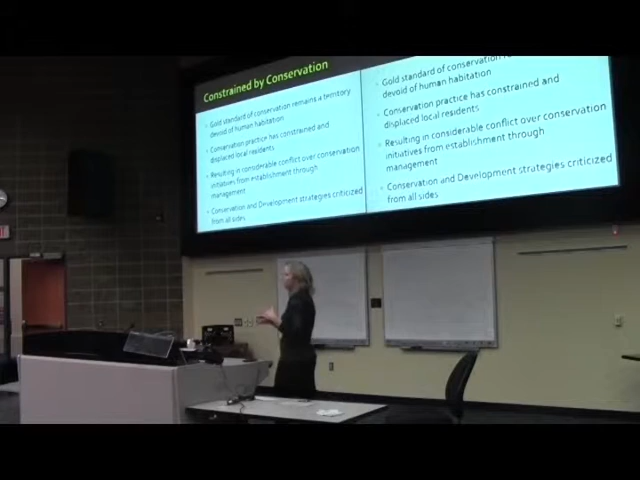 Constrained by Conservation
Gold standard of conservation remains a territory
devoid of human habitation
Conservation practice has constrained and
displaced local residents
Resulting in considerable conflict over conservation
initiatives from establishment through
management
Conservation and Development strategies criticized
from all sides
Gold standard of conservation
devoid of human habitation
Conservation practice has constrained and
displaced local residents
Resulting in considerable conflict over conservation
initiatives from establishment through
management
Conservation and Development strategies criticized
from all sides